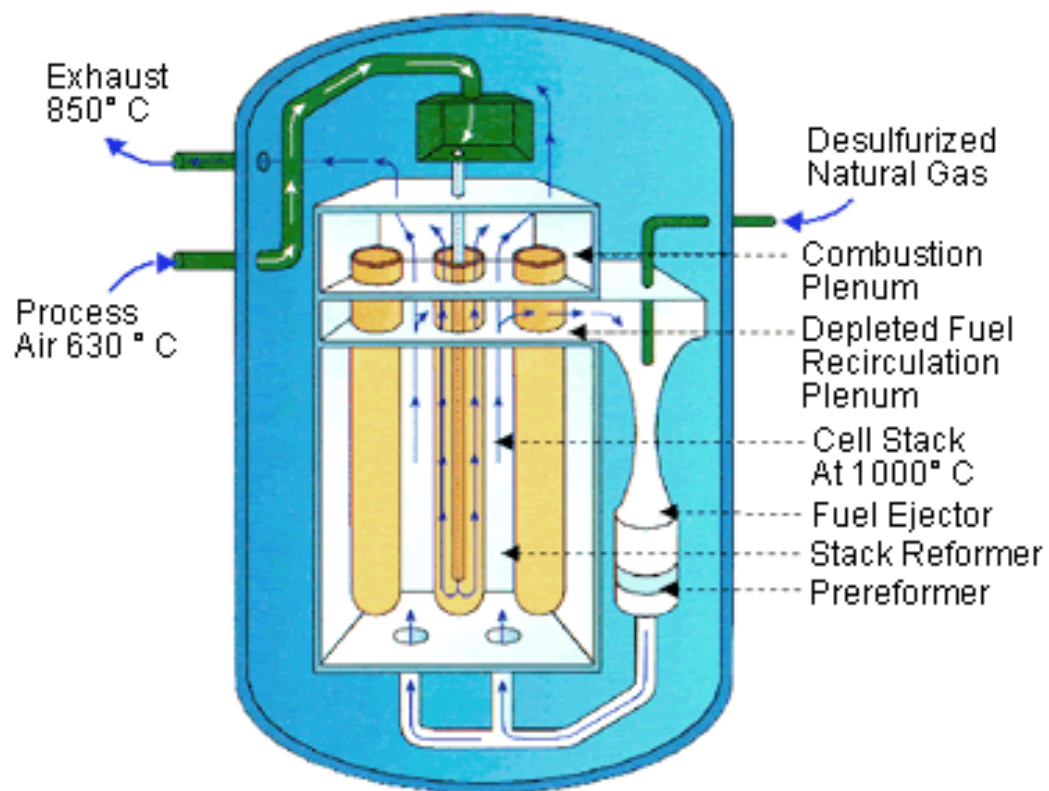 Exhaust
850° C
Process
Air 630 ° C
Desulfurized
Natural Gas
Combustion
Plenum
Depleted Fuel
Recirculation
Plenum
Cell Stack
At 1000° C
Fuel Ejector
Stack Reformer
Prereformer